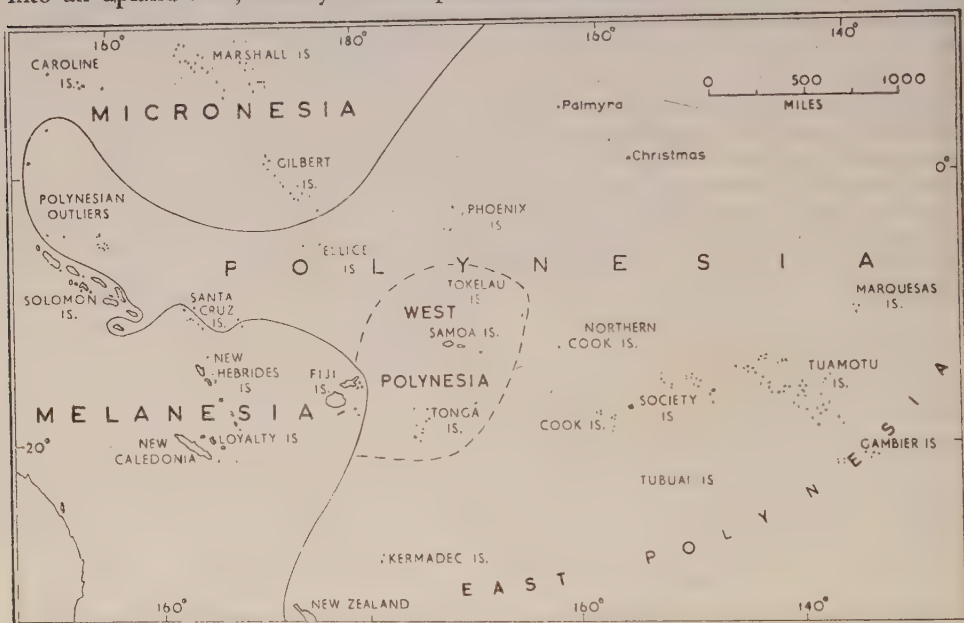 160°
180°
160°
140°
MARSHALL IS
CAROLINE
IS.
0 500 1000
MILES
MICRONESIA
Palmyra
Christmas
GILBERT
IS.
0°
POLYNESIAN
OUTLIERS
PHOENIX
IS
ELLICE
IS
POLYNESIA
TOKELAU
IS
SOLOMON
IS.
SANTA
CRUZ
IS.
WEST
POLYNESIA
SAMOA IS.
MARQUESAS
IS.
NORTHERN
COOK IS.
NEW
HEBRIDES
IS
FIJI
IS.
TUAMOTU
IS.
MELANESIA
TONGA
IS.
SOCIETY
IS
COOK IS.
20°
NEW
CALEDONIA
LOYALTY IS
GAMBIER IS
TUBUAI IS
KERMADEC IS.
EAST POLYNESIA
NEW ZEALAND
160°
160°
140°